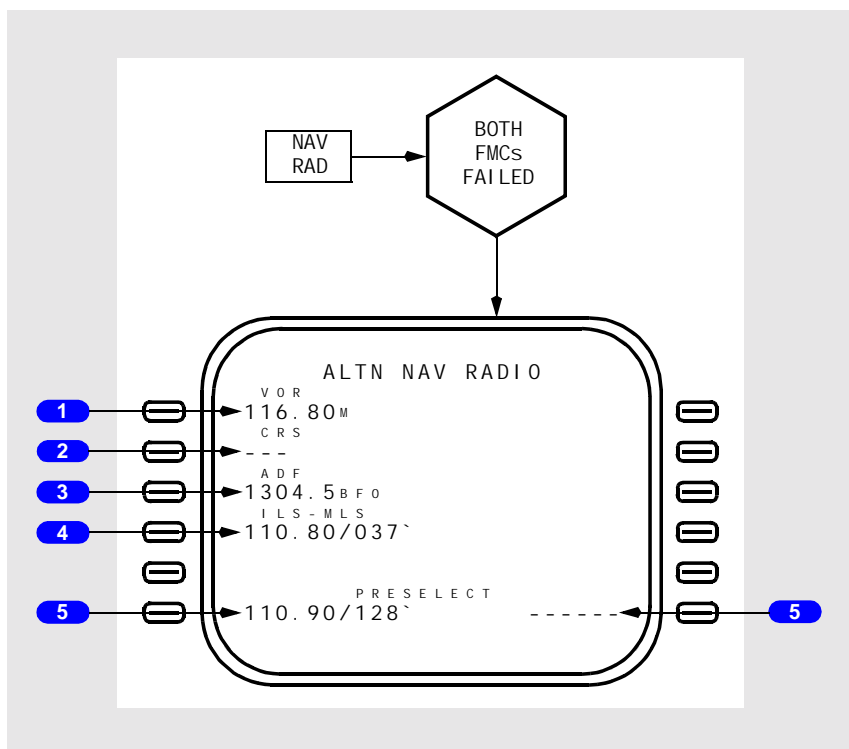 NAV
RAD
BOTH
FMCs
FAILED
ALTN NAV RADIO
VOR
1 116.80M
CRS
2 ---
ADF
3 1304.5BFO
ILS-MLS
4 110.80/037`
PRESELECT
5 110.90/128` ------ 5